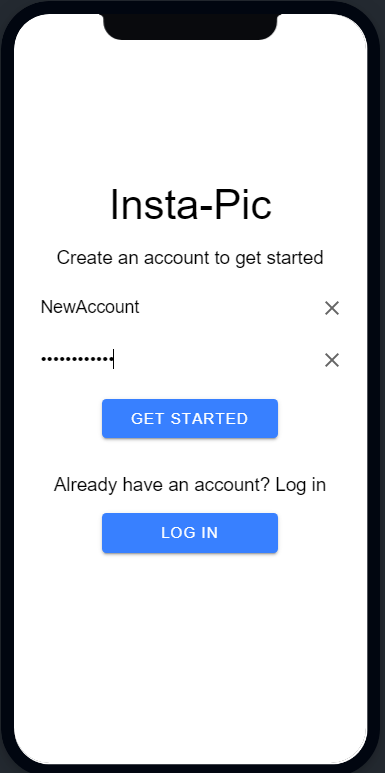 Insta-Pic
Create an account to get started
NewAccount
••••••••••••
GET STARTED
Already have an account? Log in
LOG IN